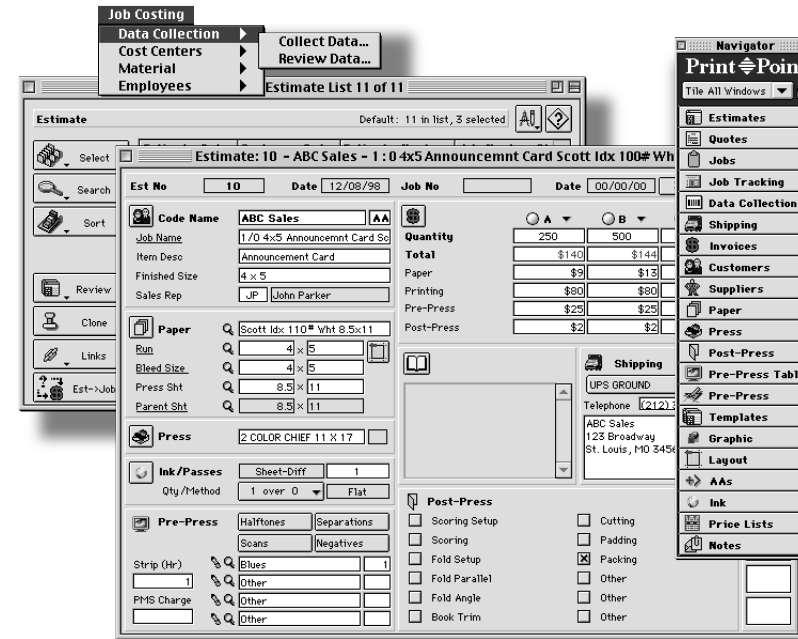 Job Costing
Data Collection
Cost Centers
Material
Employees
Collect Data...
Review Data...
Estimate List 11 of 11
Estimate
Default: 11 in list, 3 selected
Select
Search
Sort
Review
Clone
Links
Est->Job
Estimate: 10 - ABC Sales - 1:0 4x5 Announcemnt Card Scott Idx 100# Wh
Est No 10 Date 12/08/98 Job No Date 00/00/00
Code Name ABC Sales AA
Job Name 1/0 4x5 Announcemnt Card Sc
Item Desc Announcement Card
Finished Size 4 x 5
Sales Rep JP John Parker
A B
Quantity 250 500
Total $140 $144
Paper $9 $13
Printing $80 $80
Pre-Press $25 $25
Post-Press $2 $2
Paper Scott Idx 110# Wht 8.5x11
Run 4 x 5
Bleed Size 4 x 5
Press Sht 8.5 x 11
Parent Sht 8.5 x 11
Press 2 COLOR CHIEF 11 X 17
Ink/Passes Sheet-Diff 1
Qty/Method 1 over 0 Flat
Pre-Press Halftones Separations
Scans Negatives
Strip (Hr) Blues 1
1 Other
PMS Charge Other
Other
Shipping
UPS GROUND
Telephone (212)
ABC Sales
123 Broadway
St. Louis, MO 3456
Post-Press
Scoring Setup Cutting
Scoring Padding
Fold Setup Packing
Fold Parallel Other
Fold Angle Other
Book Trim Other
Navigator
Print Poin
Tile All Windows
Estimates
Quotes
Jobs
Job Tracking
Data Collection
Shipping
Invoices
Customers
Suppliers
Paper
Press
Post-Press
Pre-Press Tabl
Pre-Press
Templates
Graphic
Layout
AAs
Ink
Price Lists
Notes